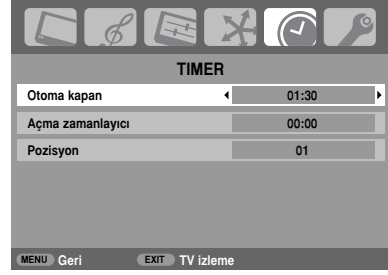 TIMER
Otoma kapan 01:30
Açma zamanlayıcı 00:00
Pozisyon 01
MENU Geri EXIT TV izleme